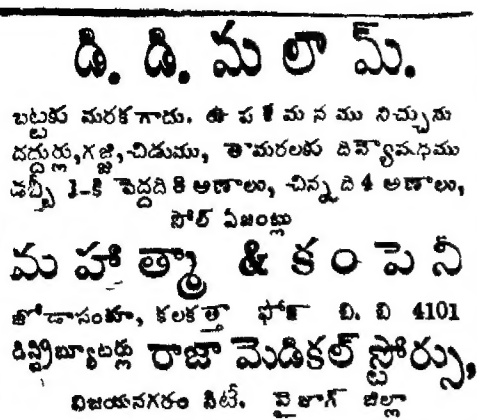 డి. డి. మలామ్.
బట్టకు మరకగాదు. ఉపశమనము నిచ్చును
దద్దుర్లు, గజ్జి, చిడుము, తామరలకు దివ్యౌషధము
డబ్బీ 1-కి పెద్దది 8 అణాలు, చిన్నది 4 అణాలు,
సోల్ ఏజంట్లు
మహాత్మా & కంపెనీ
జోడాసంకూ, కలకత్తా ఫోన్ బి. బి 4101
డిస్ట్రిబ్యూటర్లు రాజా మెడికల్ స్టోర్సు,
విజయనగరం సిటీ. వైజాగ్ జిల్లా